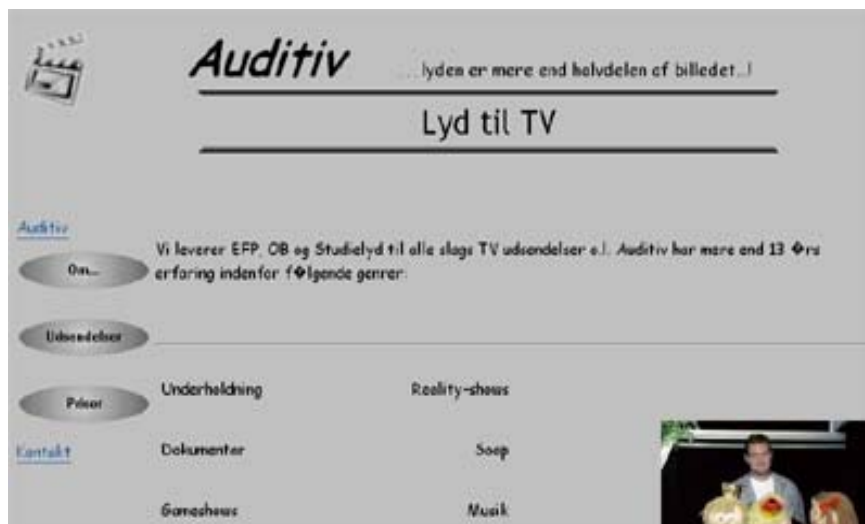 Auditiv
....lyden er mere end halvdelen af billedet..!
Lyd til TV
Auditiv
Om...
Udsendelser
Priser
Kontakt
Vi leverer EFP, OB og Studielyd til alle slags TV udsendelser o.l. Auditiv har mere end 13 �rs
erfaring indenfor f�lgende genrer:
Underholdning
Reality-shows
Dokumentar
Soap
Gameshows
Musik